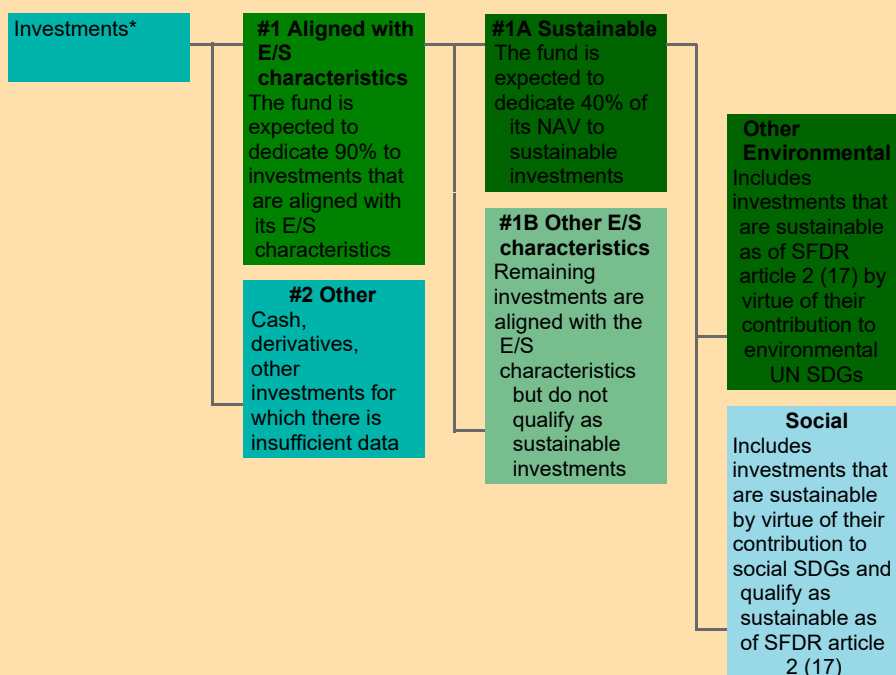 Investments*
#1 Aligned with
E/S
characteristics
The fund is
expected to
dedicate 90% to
investments that
are aligned with
its E/S
characteristics
#2 Other
Cash,
derivatives,
other
investments for
which there is
insufficient data
#1A Sustainable
The fund is
expected to
dedicate 40% of
its NAV to
sustainable
investments
#1B Other E/S
characteristics
Remaining
investments are
aligned with the
E/S
characteristics
but do not
qualify as
sustainable
investments
Other
Environmental
Includes
investments that
are sustainable
as of SFDR
article 2 (17) by
virtue of their
contribution to
environmental
UN SDGs
Social
Includes
investments that
are sustainable
by virtue of their
contribution to
social SDGs and
qualify as
sustainable as
of SFDR article
2 (17)